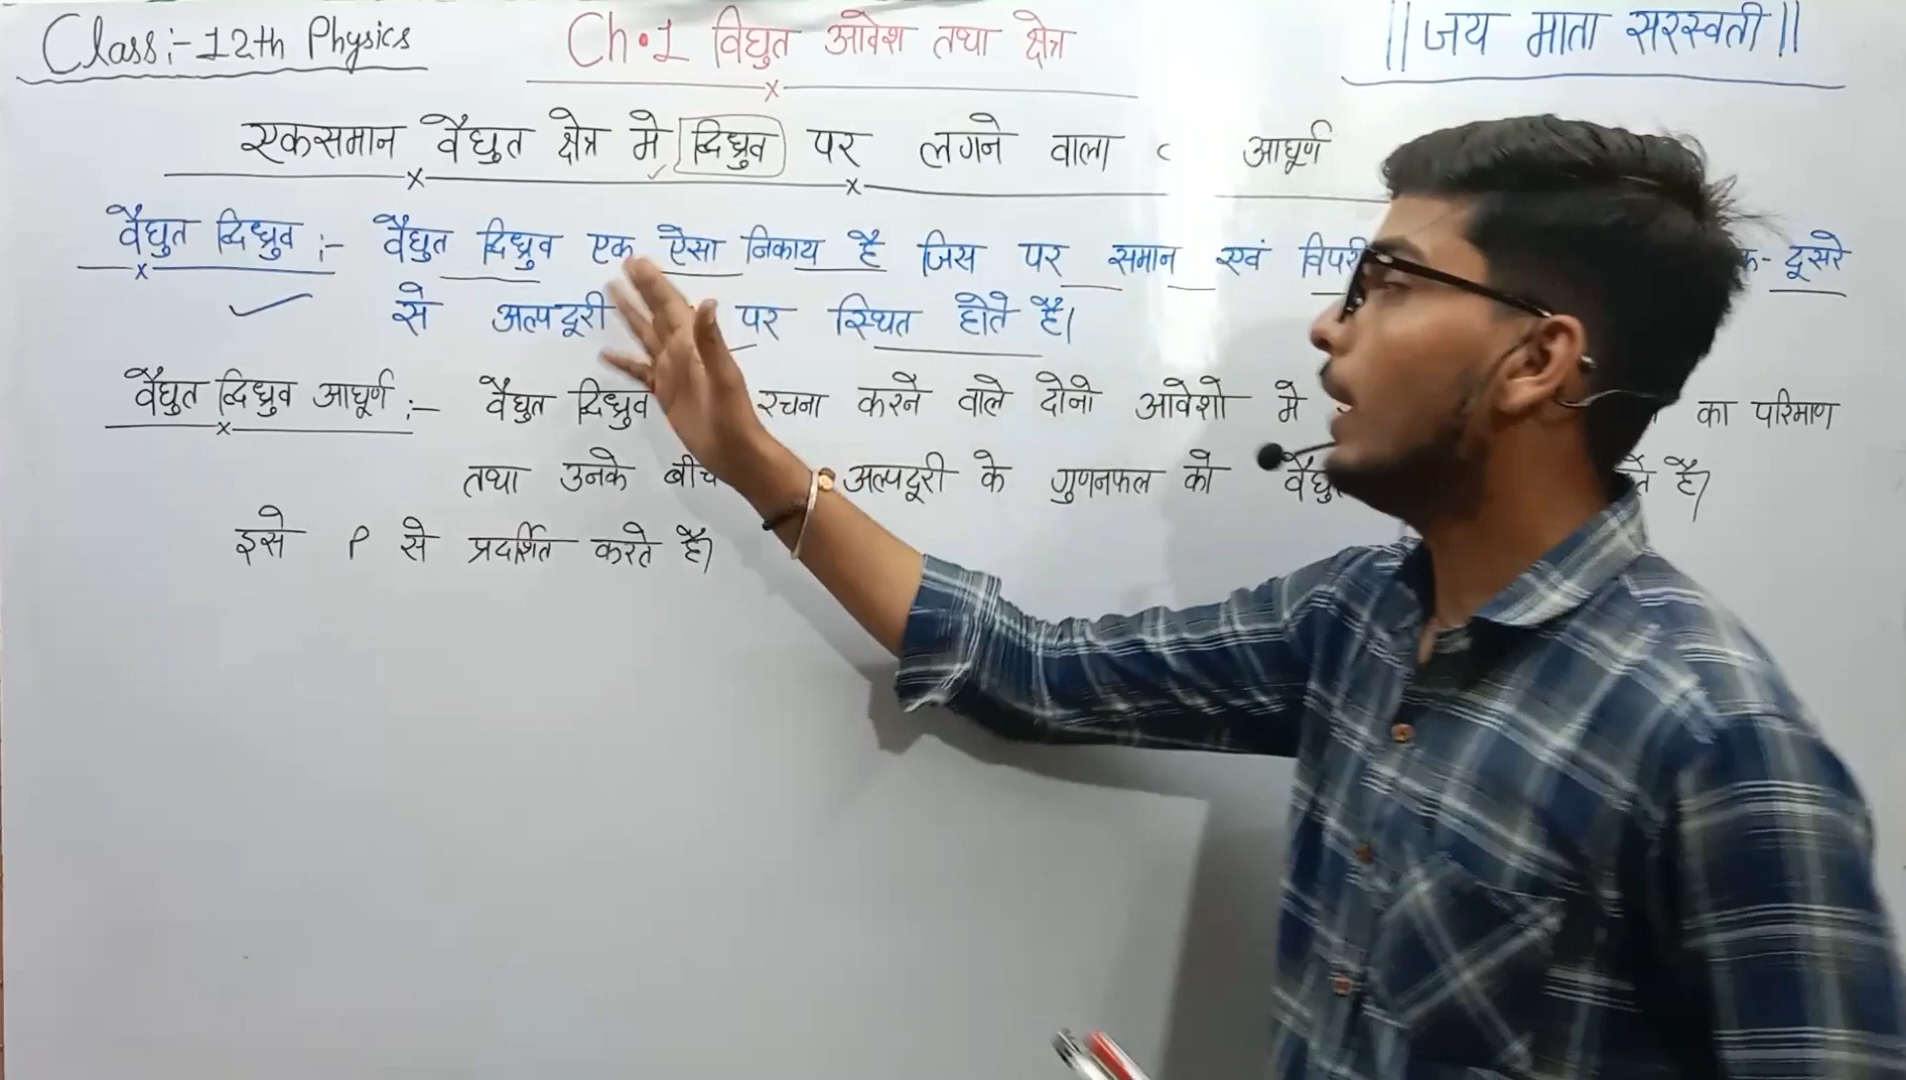 Class:- 12th Physics
Ch.1 विद्युत आवेश तथा क्षेत्र
||जय माता सरस्वती||
एकसमान वैद्युत क्षेत्र मे द्विध्रुव पर लगने वाला आघूर्ण
वैद्युत द्विध्रुव :- वैद्युत द्विध्रुव एक ऐसा निकाय है जिस पर समान एवं दूसरे
से अल्पदूरी पर स्थित होते है।
वैद्युत द्विध्रुव आघूर्ण :- वैद्युत द्विध्रुव रचना करने वाले दोनो आवेशो मे का परिमाण
तथा उनके बीच अल्पदूरी के गुणनफल को है।
इसे P से प्रदर्शित करते है।